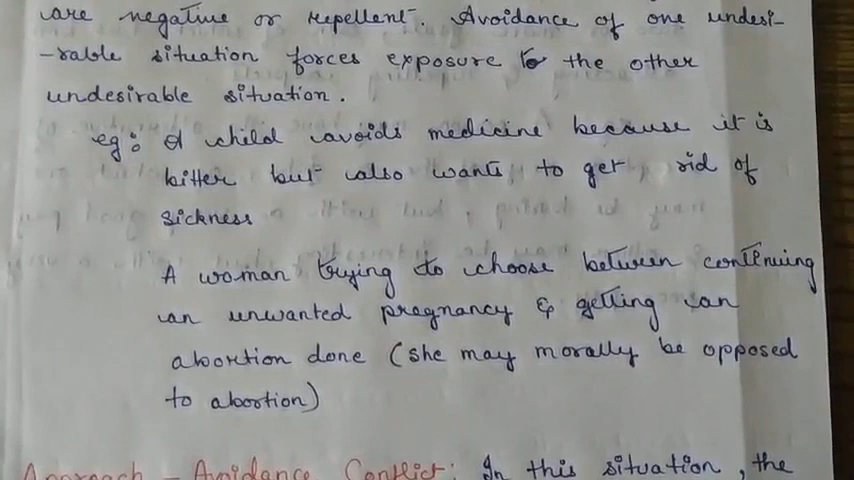 are negative or repellent. Avoidance of one undesi-
-rable situation forces exposure to the other
undesirable situation.
eg: A child avoids medicine because it is
bitter but also wants to get rid of
sickness
A woman trying to choose between continuing
an unwanted pregnancy & getting an
abortion done (she may morally be opposed
to abortion)
Approach - Avoidance Conflict: In this situation, the